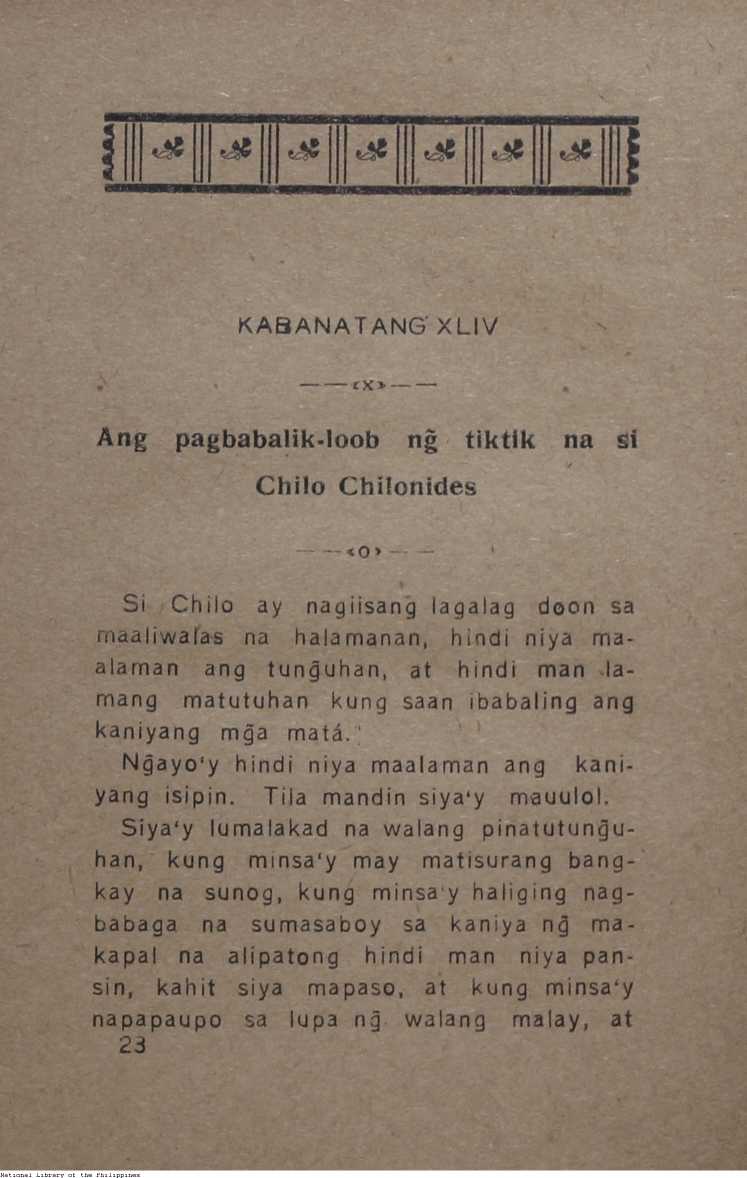 KABANATANG XLIV
——‹X›——
Ang pagbabalik-loob ng̃ tiktik na si
Chilo Chilonides
——‹O›——
Si Chilo ay nagiisang lagalag doon sa
maaliwalas na halamanan, hindi niya ma-
alaman ang tung̃uhan, at hindi man la-
mang matutuhan kung saan ibabaling ang
kaniyang mg̃a matá.
Ng̃ayo‘y hindi niya maalaman ang kani-
yang isipin. Tila mandin siya‘y mauulol.
Siya‘y lumalakad na walang pinatutung̃u-
han, kung minsa‘y may matisurang bang-
kay na sunog, kung minsa‘y haliging nag-
babaga na sumasaboy sa kaniya ng̃ ma-
kapal na alipatong hindi man niya pan-
sin, kahit siya mapaso, at kung minsa‘y
napapaupo sa lupa ng̃ walang malay, at
23
National Library of the Philippines